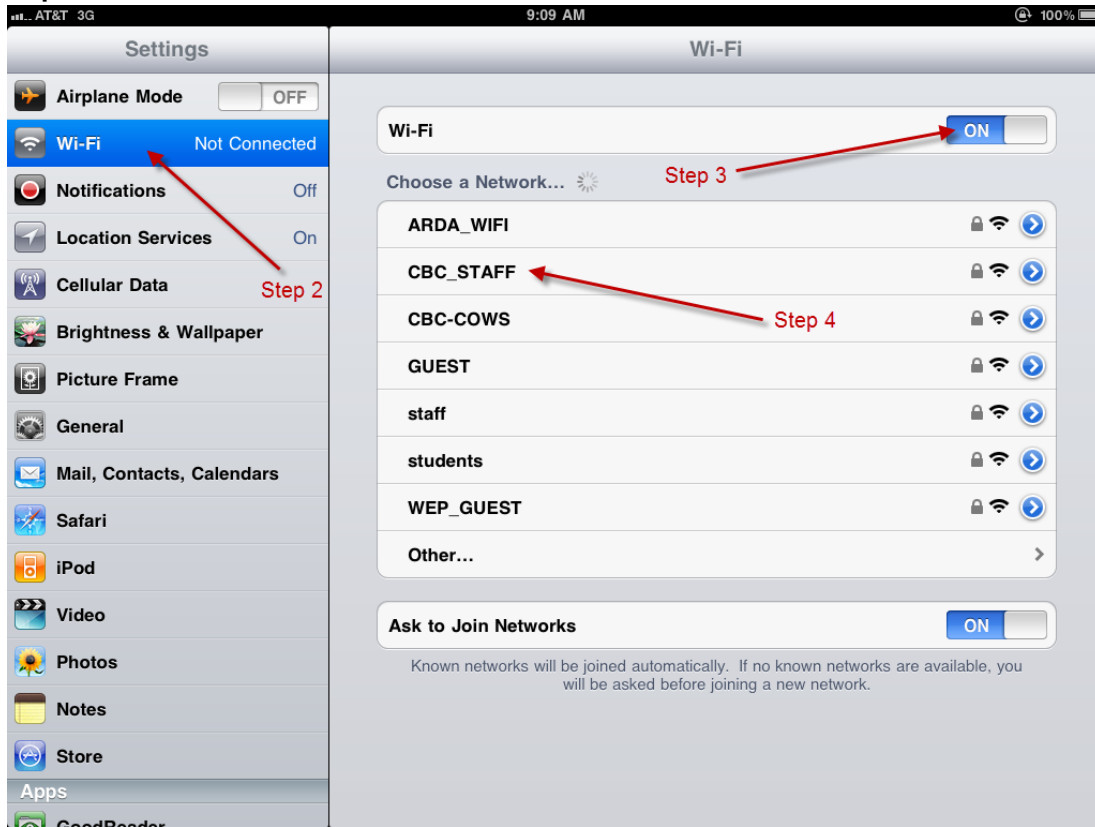 AT&T 3G 9:09 AM 100%
Settings
Airplane Mode OFF
Wi-Fi Not Connected
Notifications Off
Location Services On
Cellular Data
Step 2
Brightness & Wallpaper
Picture Frame
General
Mail, Contacts, Calendars
Safari
iPod
Video
Photos
Notes
Store
Apps
GoodReader
Wi-Fi
Wi-Fi ON
Step 3
Choose a Network...
ARDA_WIFI
CBC_STAFF
CBC-COWS
Step 4
GUEST
staff
students
WEP_GUEST
Other...
Ask to Join Networks ON
Known networks will be joined automatically. If no known networks are available, you
will be asked before joining a new network.